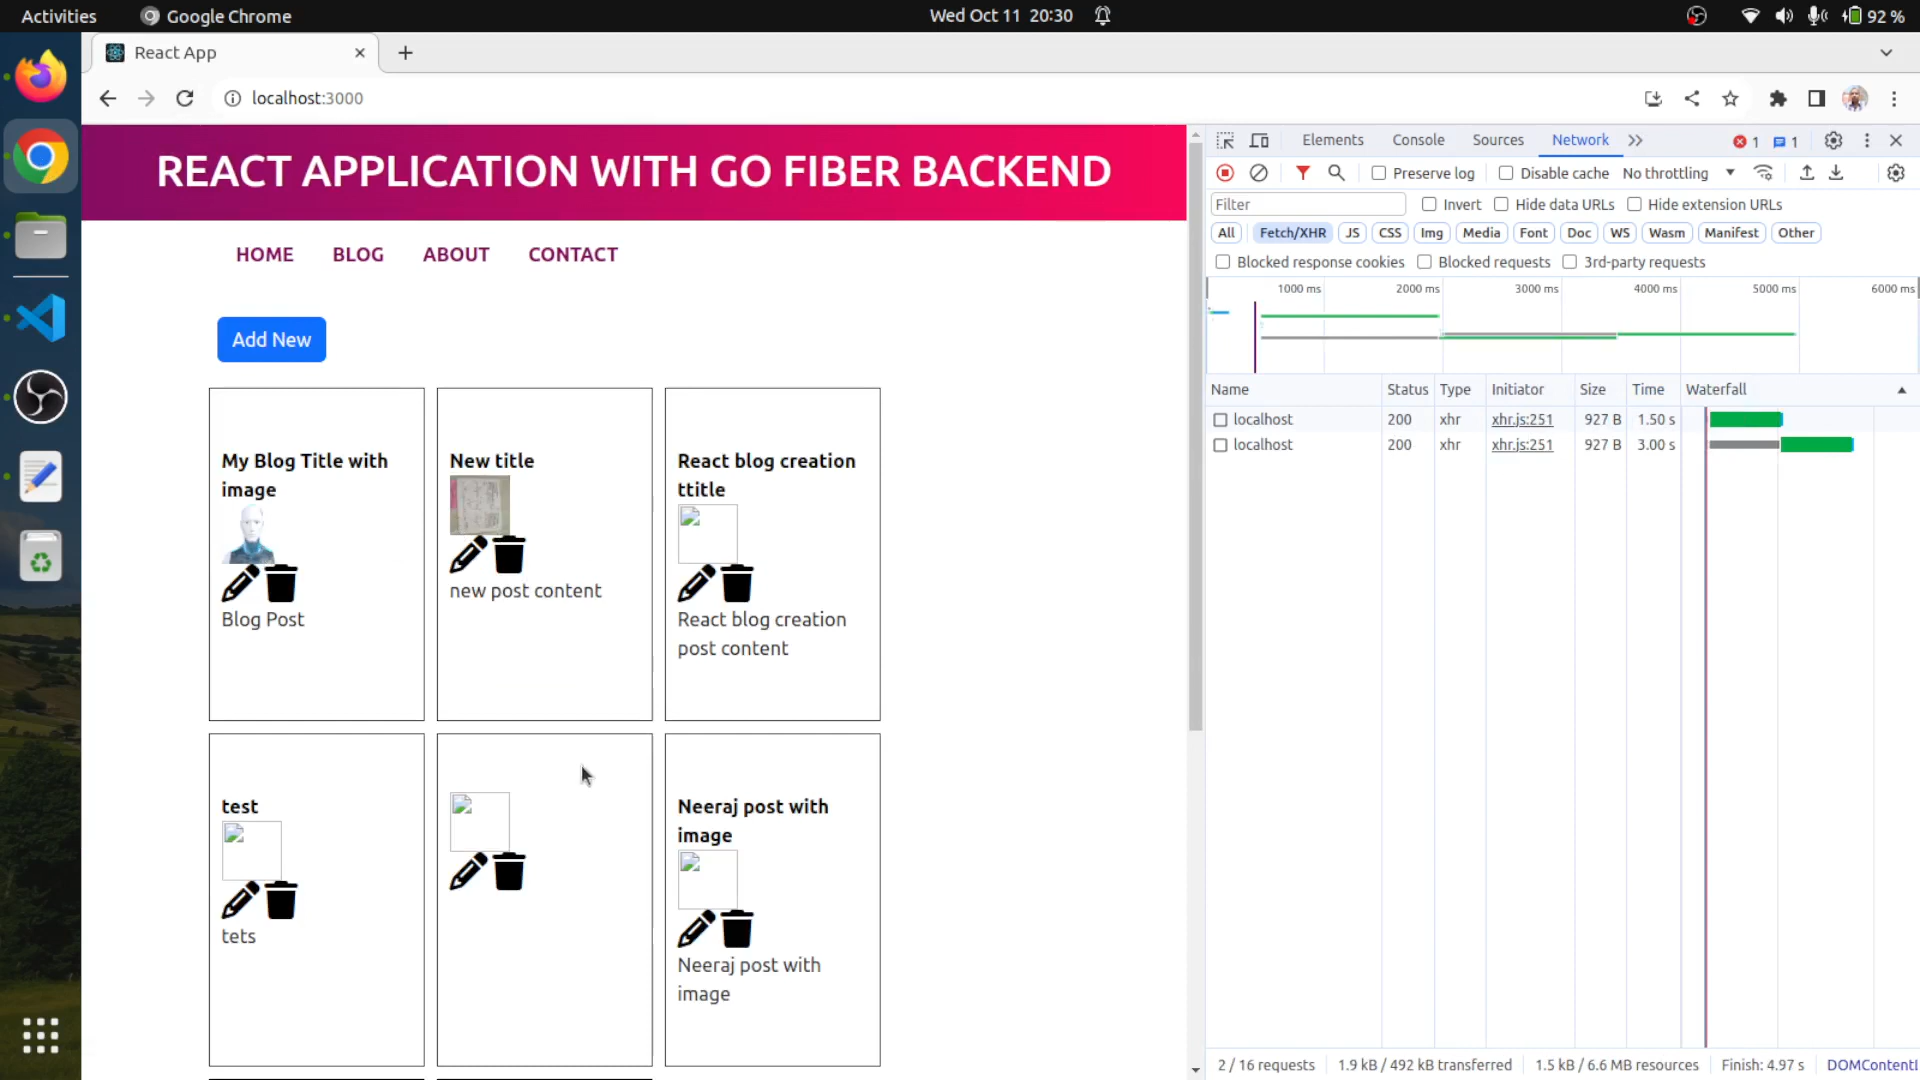 Activities
Google Chrome
Wed Oct 11 20:30
92 %
React App
localhost:3000
REACT APPLICATION WITH GO FIBER BACKEND
HOME BLOG ABOUT CONTACT
Add New
My Blog Title with
image
Blog Post
New title
new post content
React blog creation
ttitle
React blog creation
post content
test
tets
Neeraj post with
image
Neeraj post with
image
Elements Console Sources Network 1 1
Preserve log Disable cache No throttling
Filter Invert Hide data URLs Hide extension URLs
All Fetch/XHR JS CSS Img Media Font Doc WS Wasm Manifest Other
Blocked response cookies Blocked requests 3rd-party requests
1000 ms 2000 ms 3000 ms 4000 ms 5000 ms 6000 ms
Name Status Type Initiator Size Time Waterfall
localhost 200 xhr xhr.js:251 927 B 1.50 s
localhost 200 xhr xhr.js:251 927 B 3.00 s
2 / 16 requests 1.9 kB / 492 kB transferred 1.5 kB / 6.6 MB resources Finish: 4.97 s DOMContentL